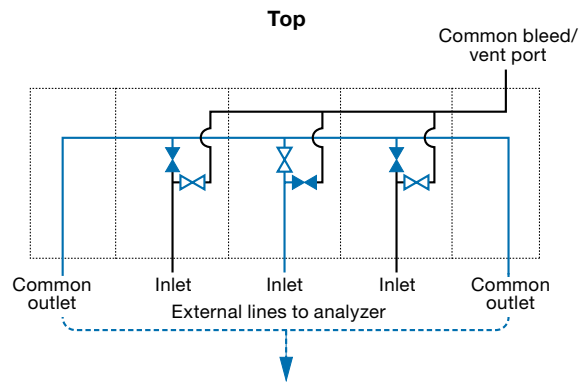 Top
Common bleed/
vent port
Common
outlet
Inlet
Inlet
Inlet
Common
outlet
External lines to analyzer